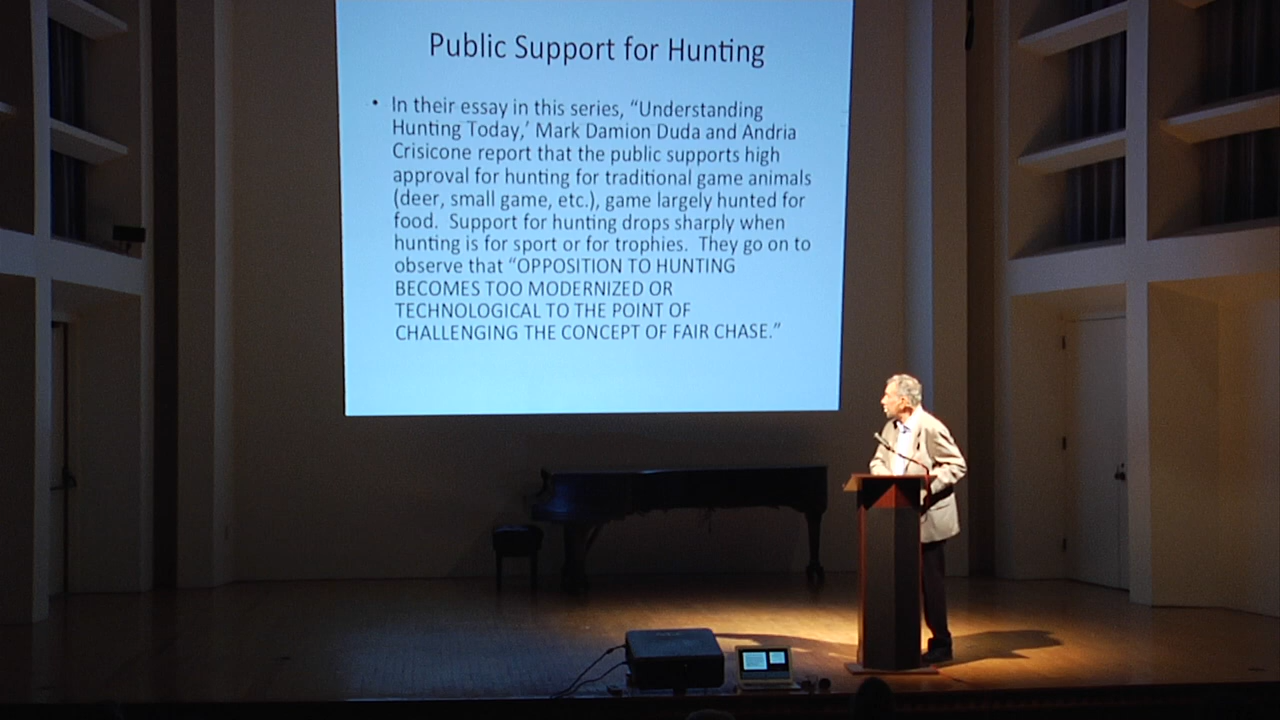 Public Support for Hunting
• In their essay in this series, “Understanding
Hunting Today,’ Mark Damion Duda and Andria
Criscione report that the public supports high
approval for hunting for traditional game animals
(deer, small game, etc.), game largely hunted for
food. Support for hunting drops sharply when
hunting is for sport or for trophies. They go on to
observe that “OPPOSITION TO HUNTING
BECOMES TOO MODERNIZED OR
TECHNOLOGICAL TO THE POINT OF
CHALLENGING THE CONCEPT OF FAIR CHASE.”